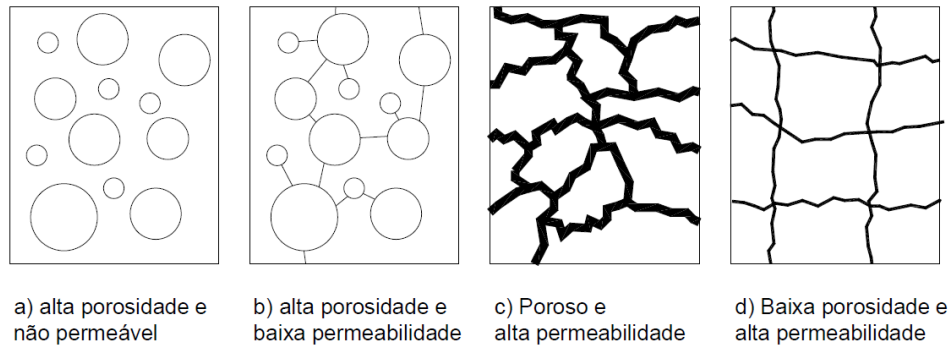 a) alta porosidade e
não permeável
b) alta porosidade e
baixa permeabilidade
c) Poroso e
alta permeabilidade
d) Baixa porosidade e
alta permeabilidade